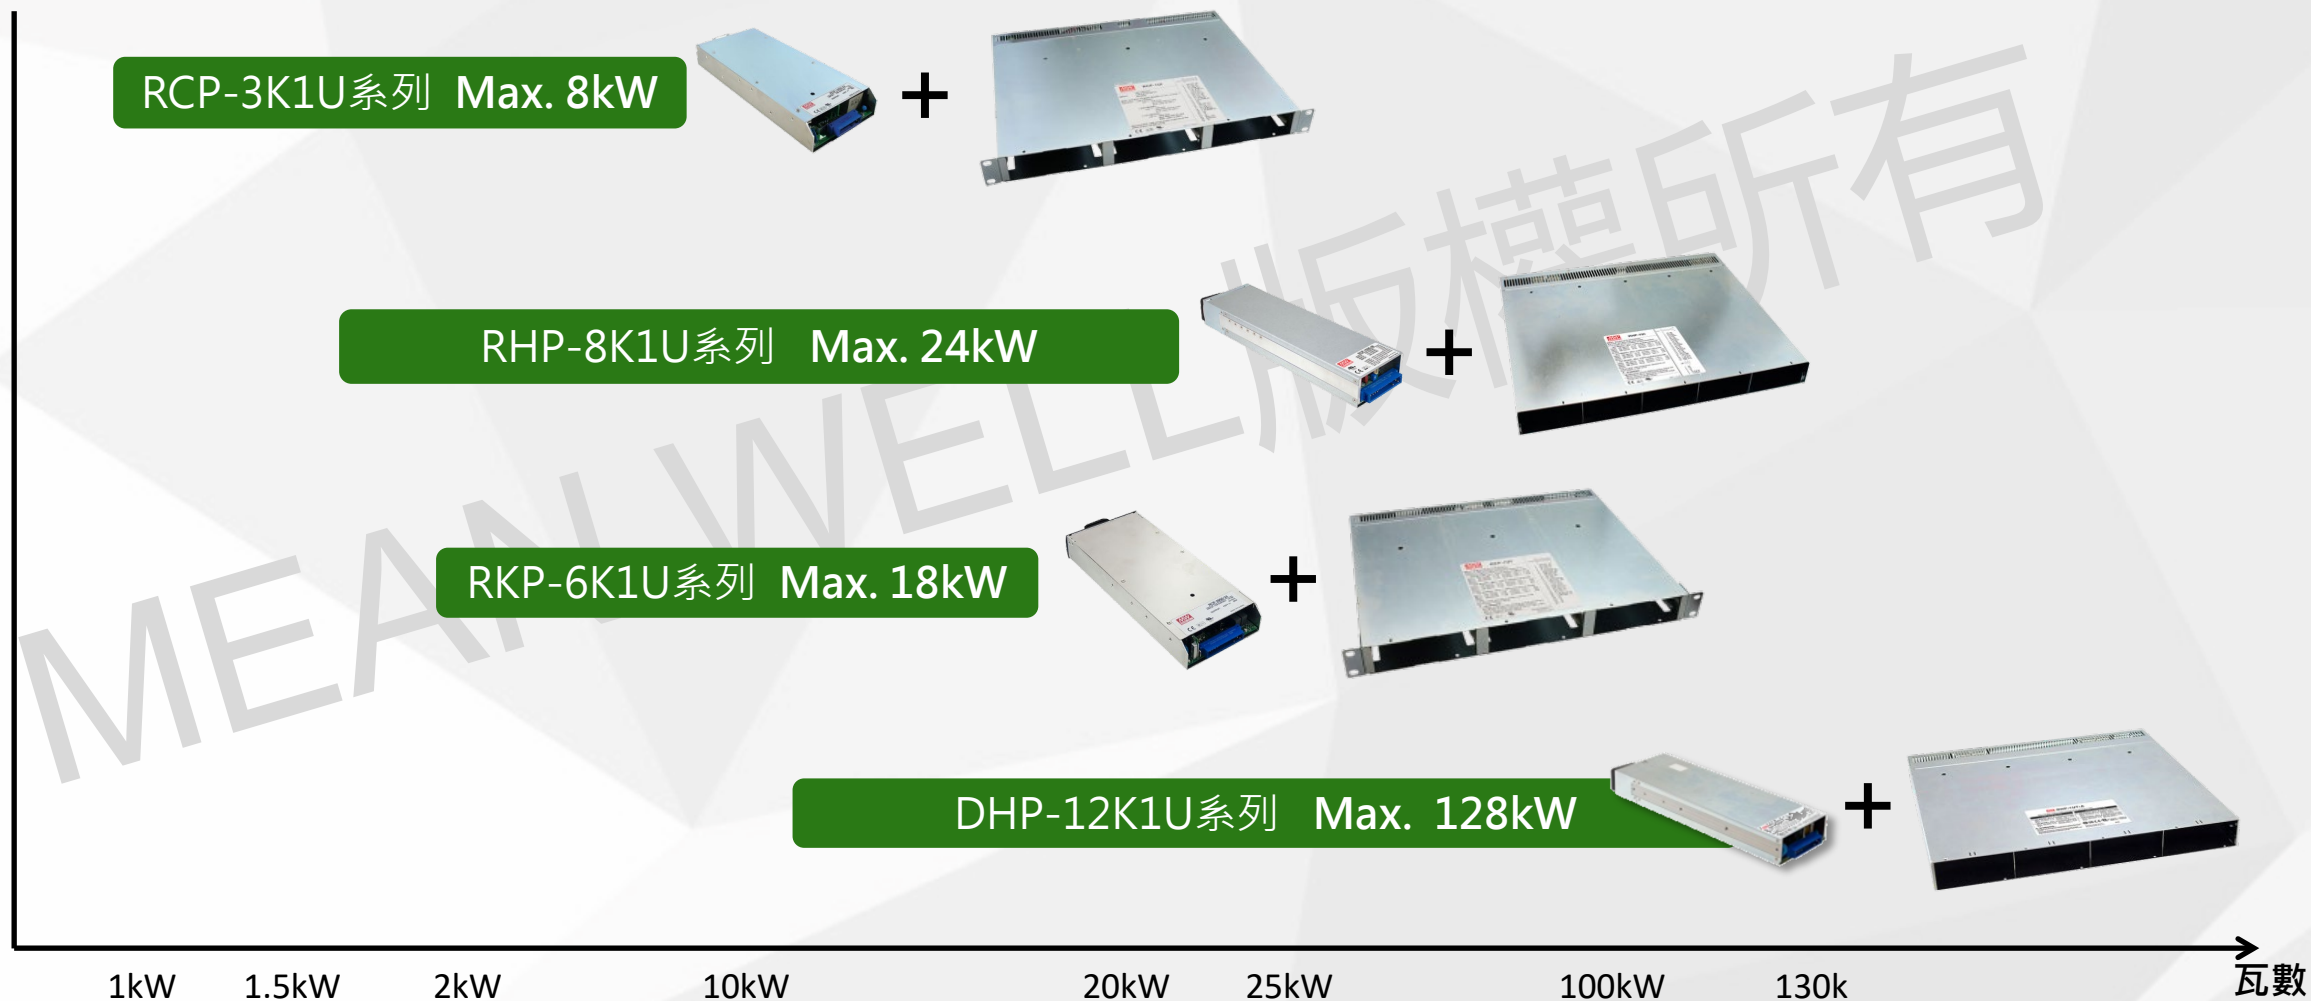 RCP-3K1U系列 Max. 8kW
+
RHP-8K1U系列 Max. 24kW
+
RKP-6K1U系列 Max. 18kW
+
DHP-12K1U系列 Max. 128kW
+
MEAN WELL版權所有
1kW 1.5kW 2kW 10kW 20kW 25kW 100kW 130k 瓦數